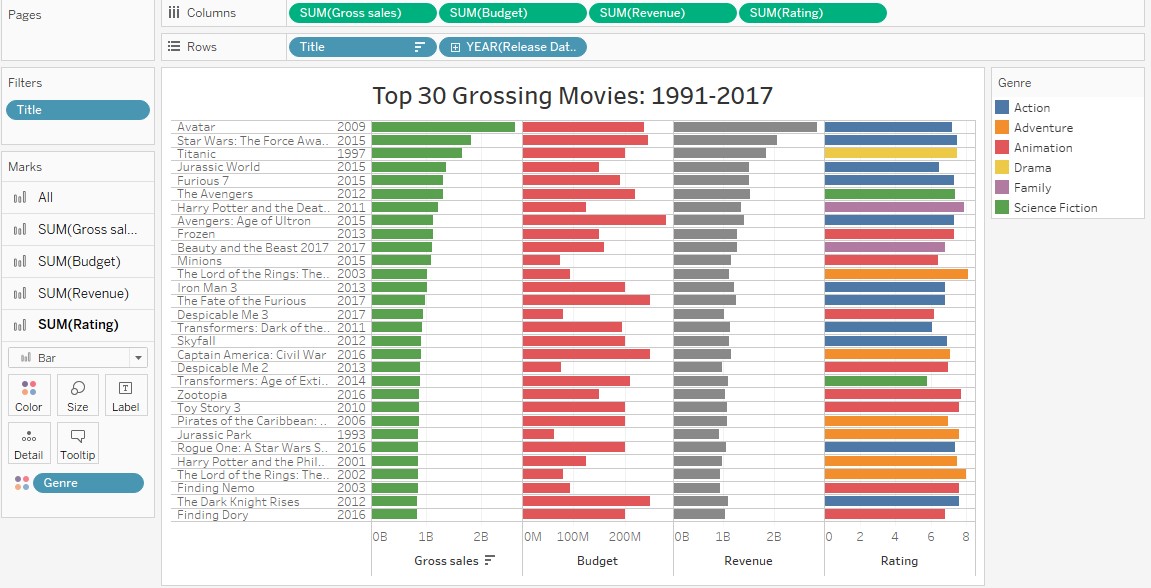 Pages
Columns
SUM(Gross sales)
SUM(Budget)
SUM(Revenue)
SUM(Rating)
Rows
Title
YEAR(Release Dat..
Filters
Title
Marks
All
SUM(Gross sal...
SUM(Budget)
SUM(Revenue)
SUM(Rating)
Bar
Color
Size
Label
Detail
Tooltip
Genre
Top 30 Grossing Movies: 1991-2017
Avatar 2009
Star Wars: The Force Awa.. 2015
Titanic 1997
Jurassic World 2015
Furious 7 2015
The Avengers 2012
Harry Potter and the Deat.. 2011
Avengers: Age of Ultron 2015
Frozen 2013
Beauty and the Beast 2017 2017
Minions 2015
The Lord of the Rings: The.. 2003
Iron Man 3 2013
The Fate of the Furious 2017
Despicable Me 3 2017
Transformers: Dark of the.. 2011
Skyfall 2012
Captain America: Civil War 2016
Despicable Me 2 2013
Transformers: Age of Exti.. 2014
Zootopia 2016
Toy Story 3 2010
Pirates of the Caribbean: .. 2006
Jurassic Park 1993
Rogue One: A Star Wars S.. 2016
Harry Potter and the Phil.. 2001
The Lord of the Rings: The.. 2002
Finding Nemo 2003
The Dark Knight Rises 2012
Finding Dory 2016
0B 1B 2B
0M 100M 200M
0B 1B 2B
0 2 4 6 8
Gross sales
Budget
Revenue
Rating
Genre
Action
Adventure
Animation
Drama
Family
Science Fiction